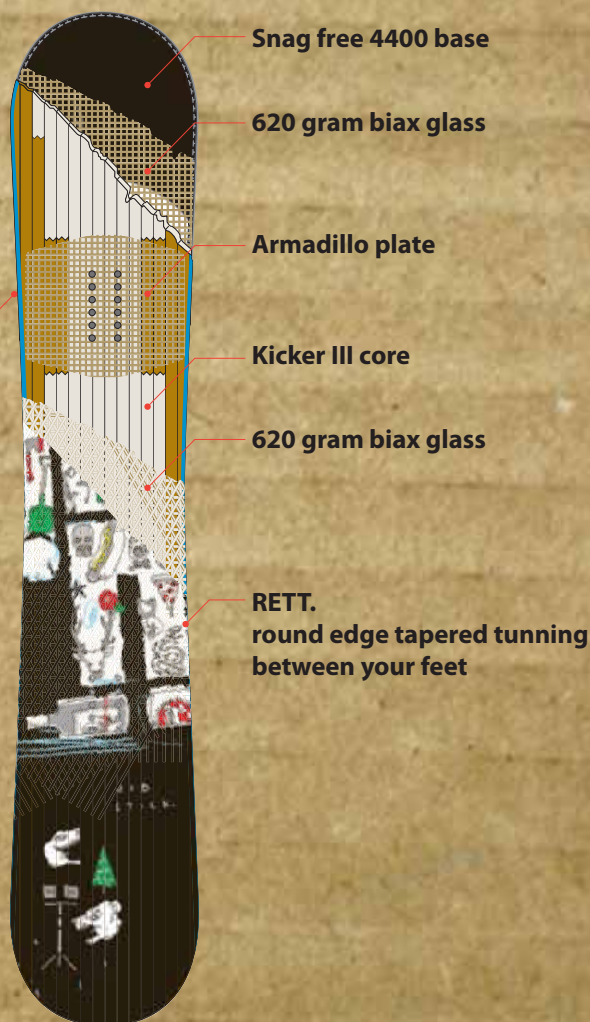 Snag free 4400 base
620 gram biax glass
Armadillo plate
Kicker III core
620 gram biax glass
RETT.
round edge tapered tunning
between your feet